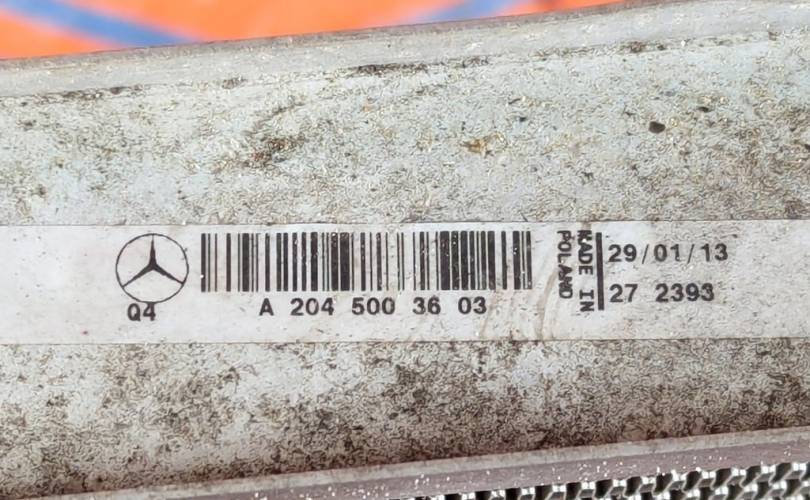 Q4
A 204 500 36 03
MADE IN
POLAND
29/01/13
27 2393